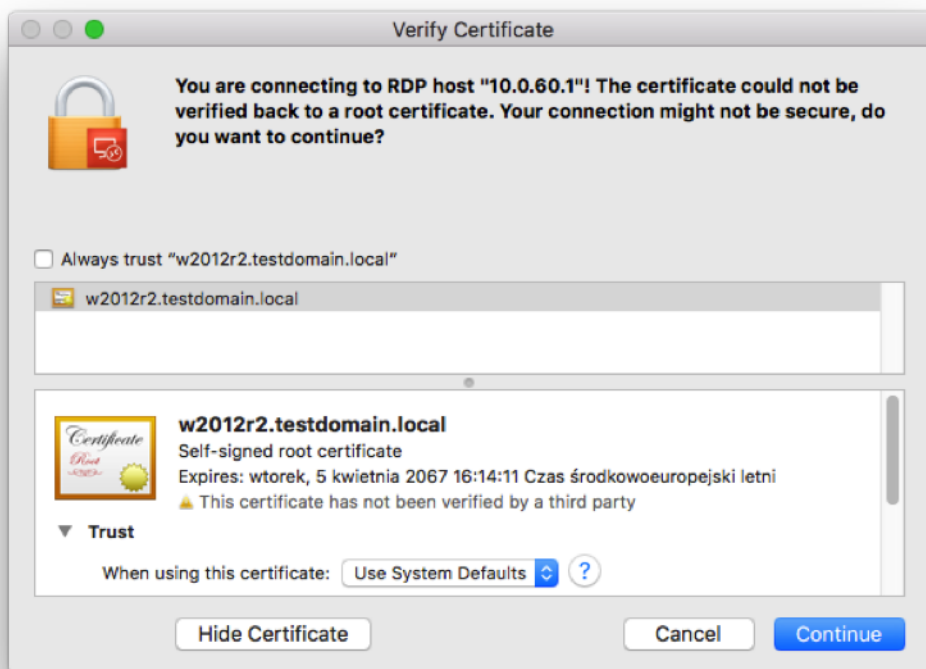 Verify Certificate
You are connecting to RDP host "10.0.60.1"! The certificate could not be
verified back to a root certificate. Your connection might not be secure, do
you want to continue?
Always trust “w2012r2.testdomain.local”
w2012r2.testdomain.local
Certificate
Root
w2012r2.testdomain.local
Self-signed root certificate
Expires: wtorek, 5 kwietnia 2067 16:14:11 Czas środkowoeuropejski letni
This certificate has not been verified by a third party
Trust
When using this certificate: Use System Defaults ?
Hide Certificate Cancel Continue